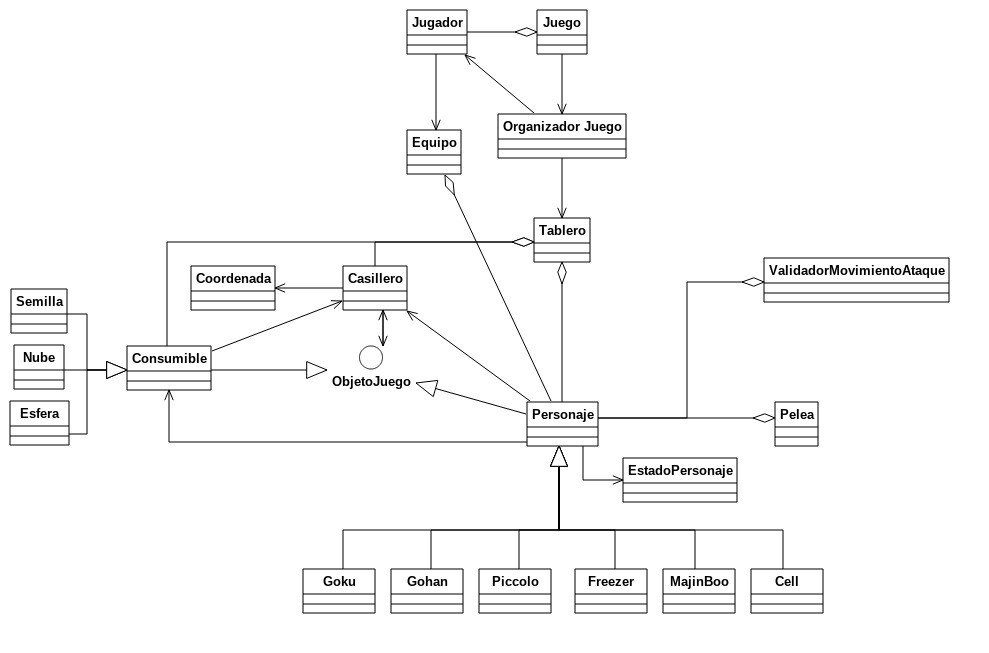 Jugador
Juego
Organizador Juego
Equipo
Tablero
ValidadorMovimientoAtaque
Coordenada
Casillero
Semilla
Nube
Consumible
ObjetoJuego
Esfera
Personaje
Pelea
EstadoPersonaje
Goku
Gohan
Piccolo
Freezer
MajinBoo
Cell